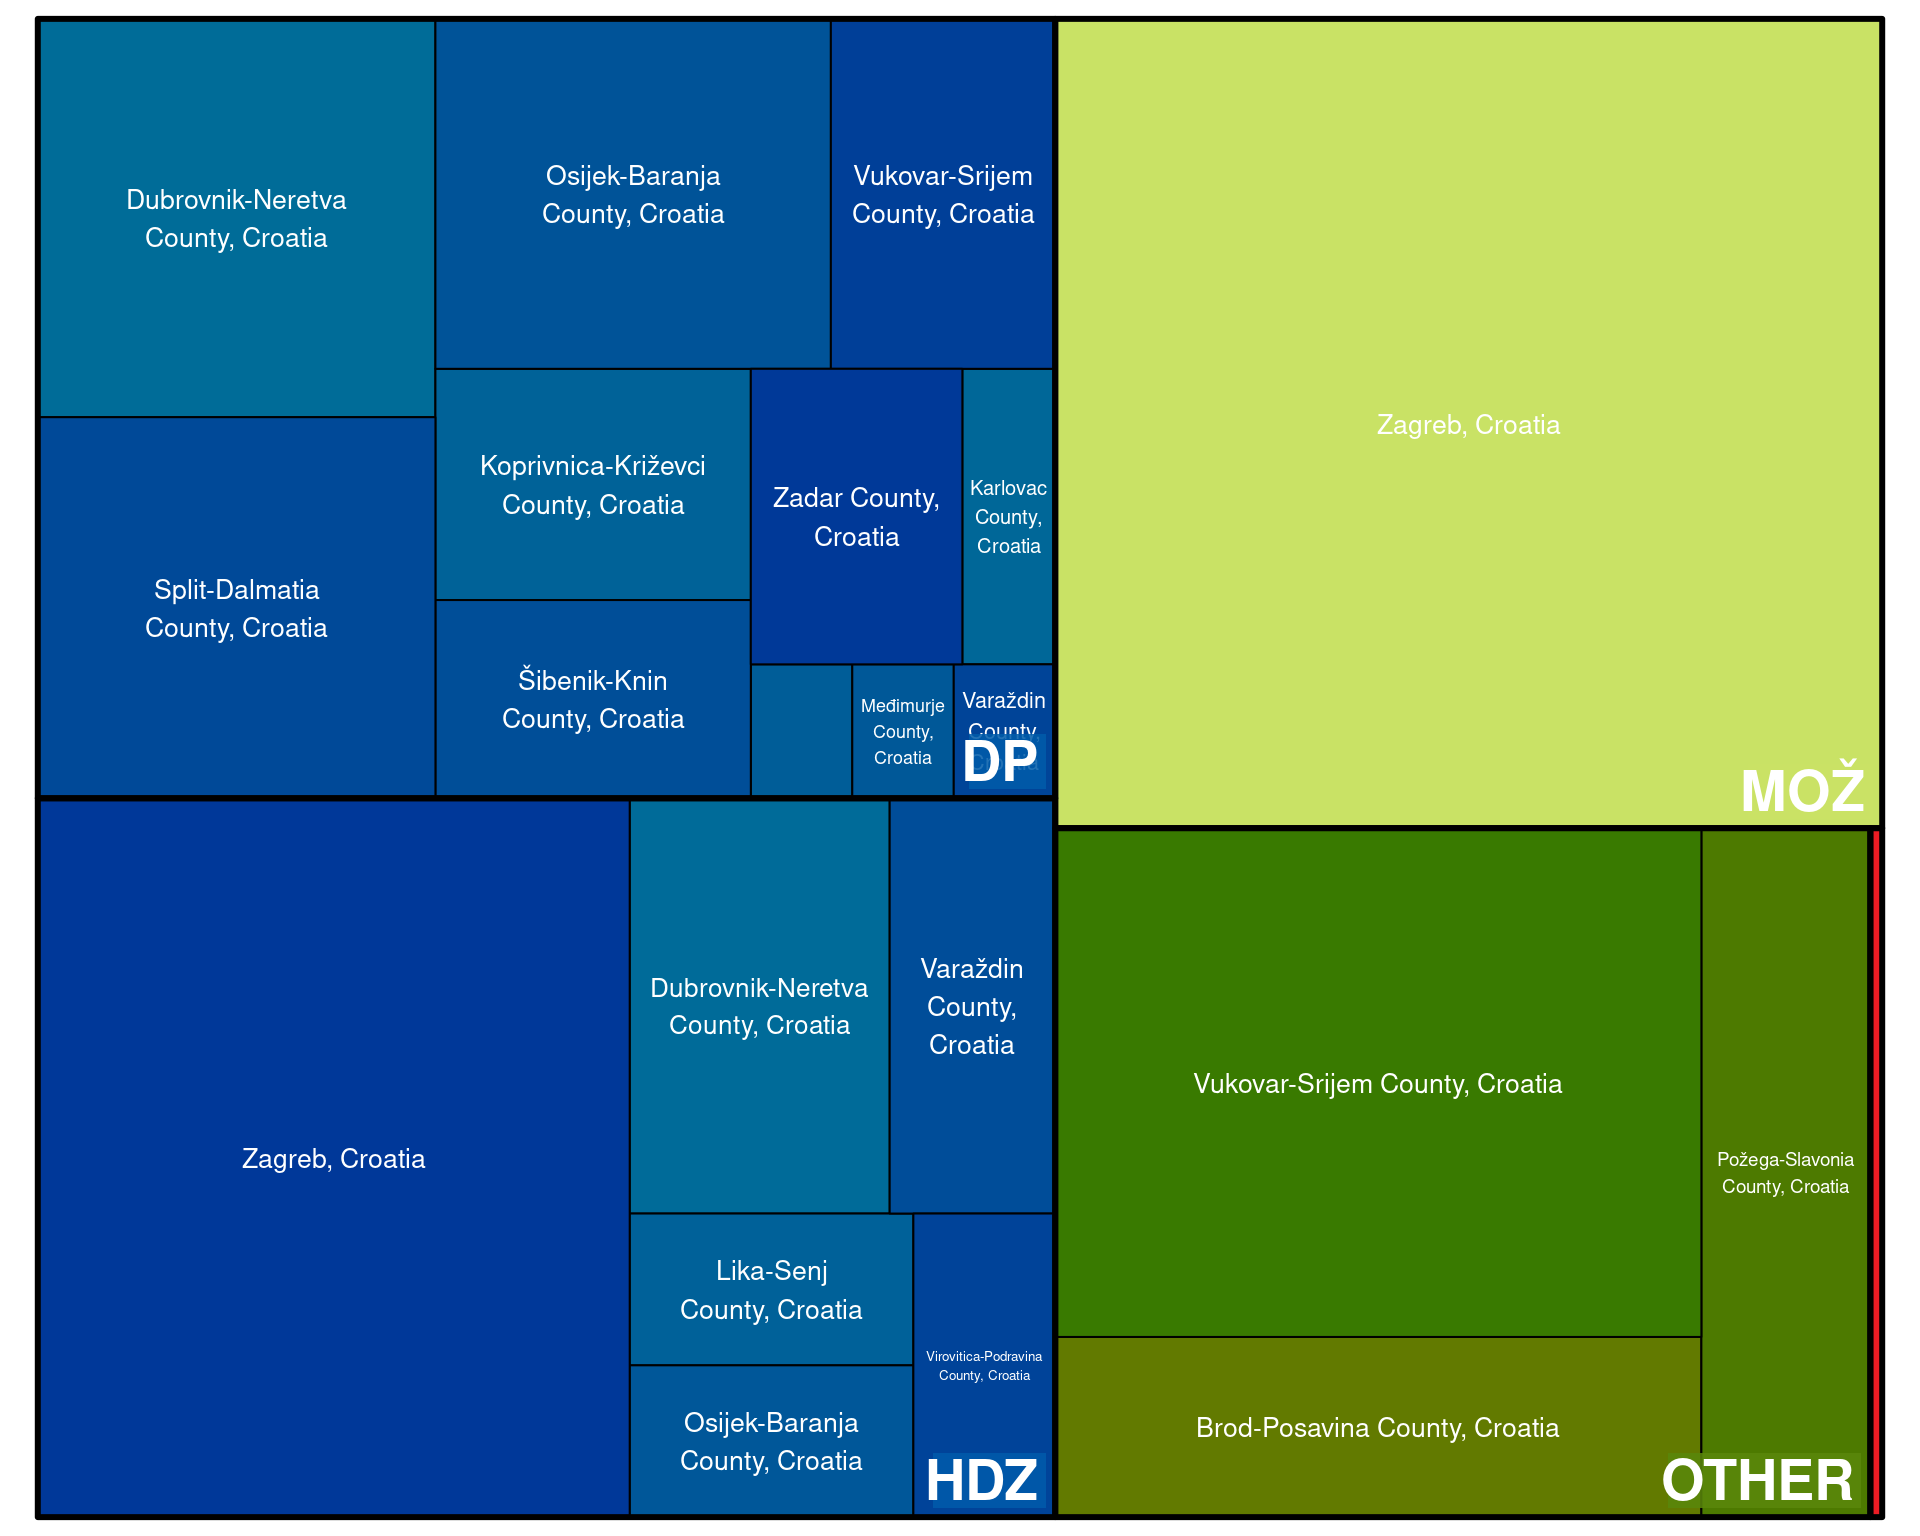 Dubrovnik-Neretva
County, Croatia
Osijek-Baranja
County, Croatia
Vukovar-Srijem
County, Croatia
Split-Dalmatia
County, Croatia
Koprivnica-Križevci
County, Croatia
Šibenik-Knin
County, Croatia
Zadar County,
Croatia
Karlovac
County,
Croatia
Međimurje
County,
Croatia
Varaždin
County,
Croatia
DP
Zagreb, Croatia
MOŽ
Zagreb, Croatia
Dubrovnik-Neretva
County, Croatia
Varaždin
County,
Croatia
Lika-Senj
County, Croatia
Osijek-Baranja
County, Croatia
Virovitica-Podravina
County, Croatia
HDZ
Vukovar-Srijem County, Croatia
Požega-Slavonia
County, Croatia
Brod-Posavina County, Croatia
OTHER